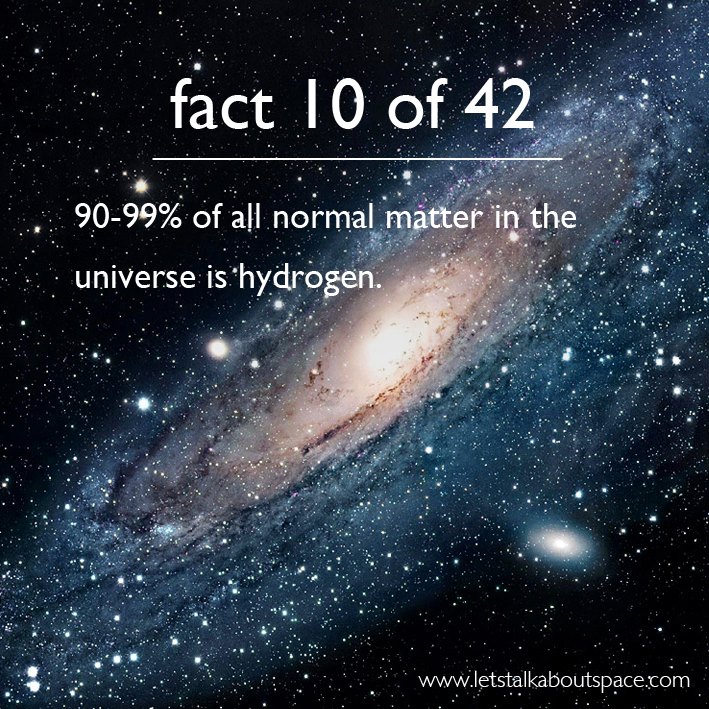 fact 10 of 42
90-99% of all normal matter in the
universe is hydrogen.
www.letstalkaboutspace.com